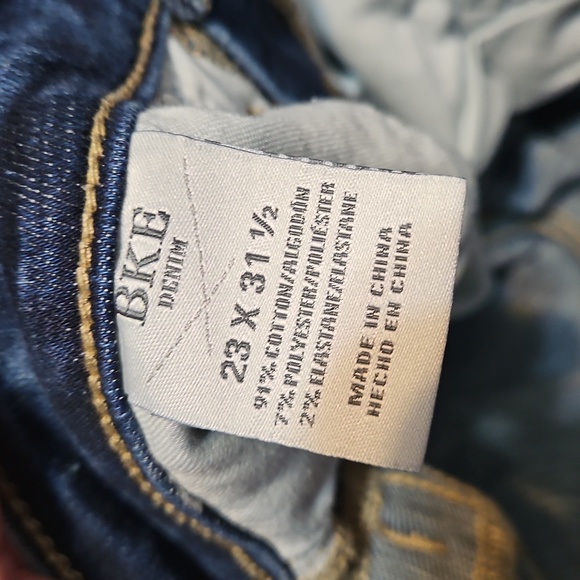 BKE
DENIM
23 X 31 ½
91% COTTON/ALGODÓN
7% POLYESTER/POLIÉSTER
2% ELASTANE/ELASTANE
MADE IN CHINA
HECHO EN CHINA